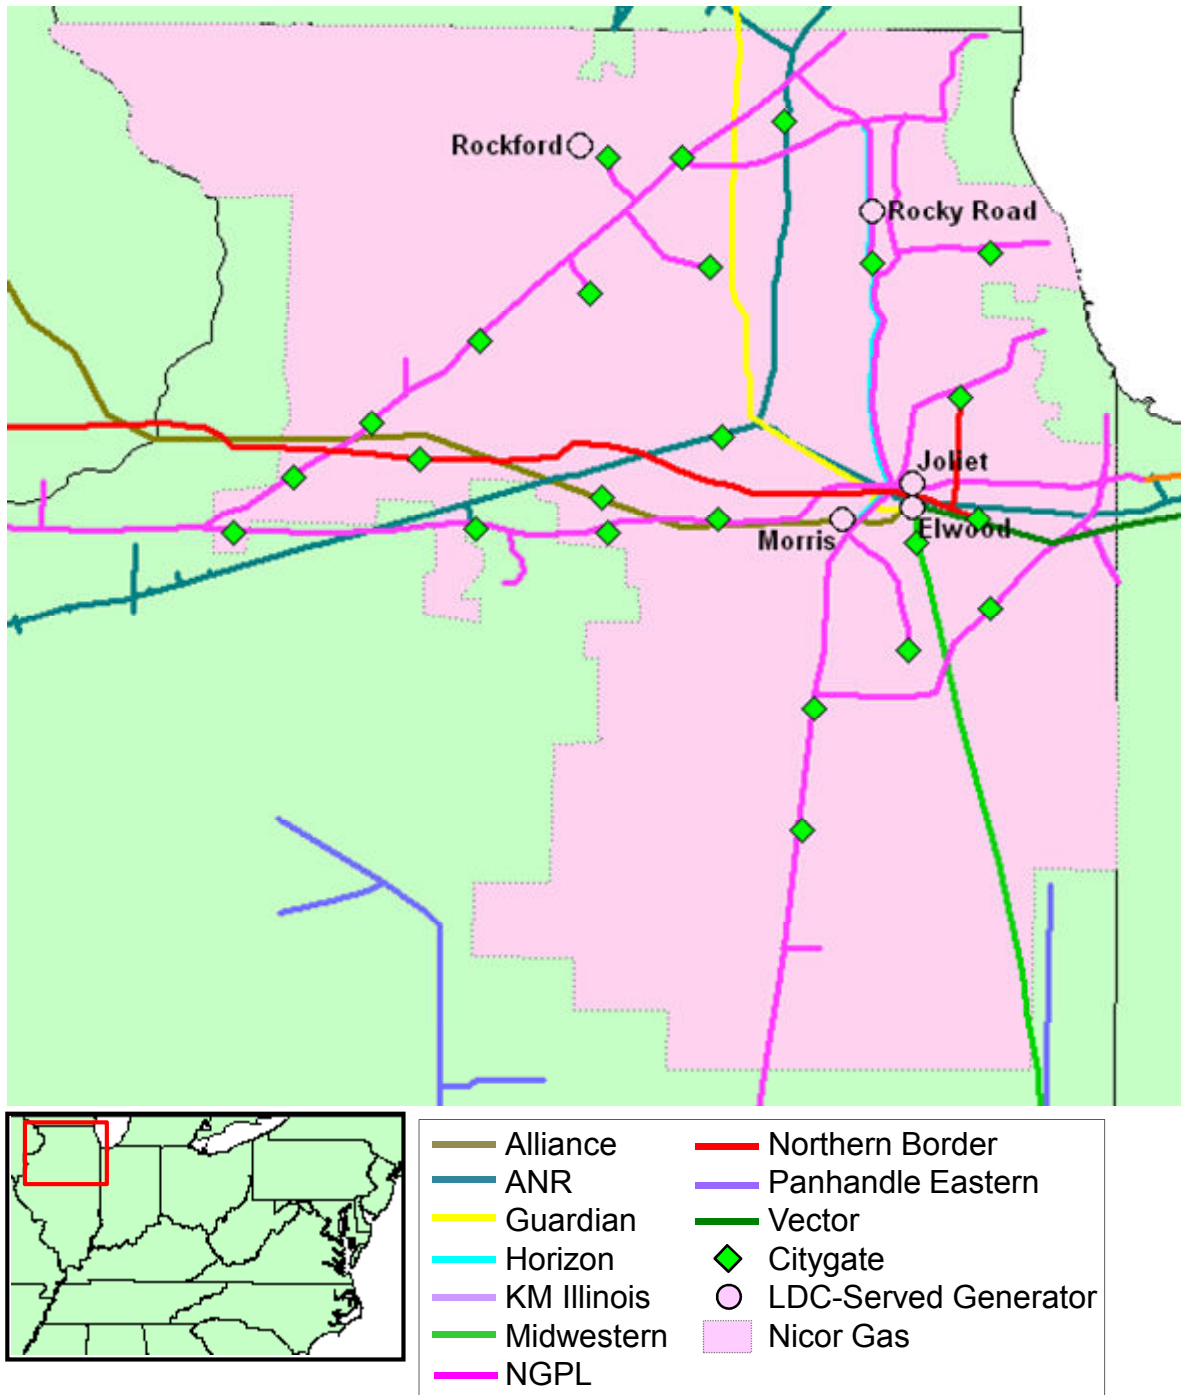 Rockford
Rocky Road
Joliet
Elwood
Morris
Alliance
ANR
Guardian
Horizon
KM Illinois
Midwestern
NGPL
Northern Border
Panhandle Eastern
Vector
Citygate
LDC-Served Generator
Nicor Gas